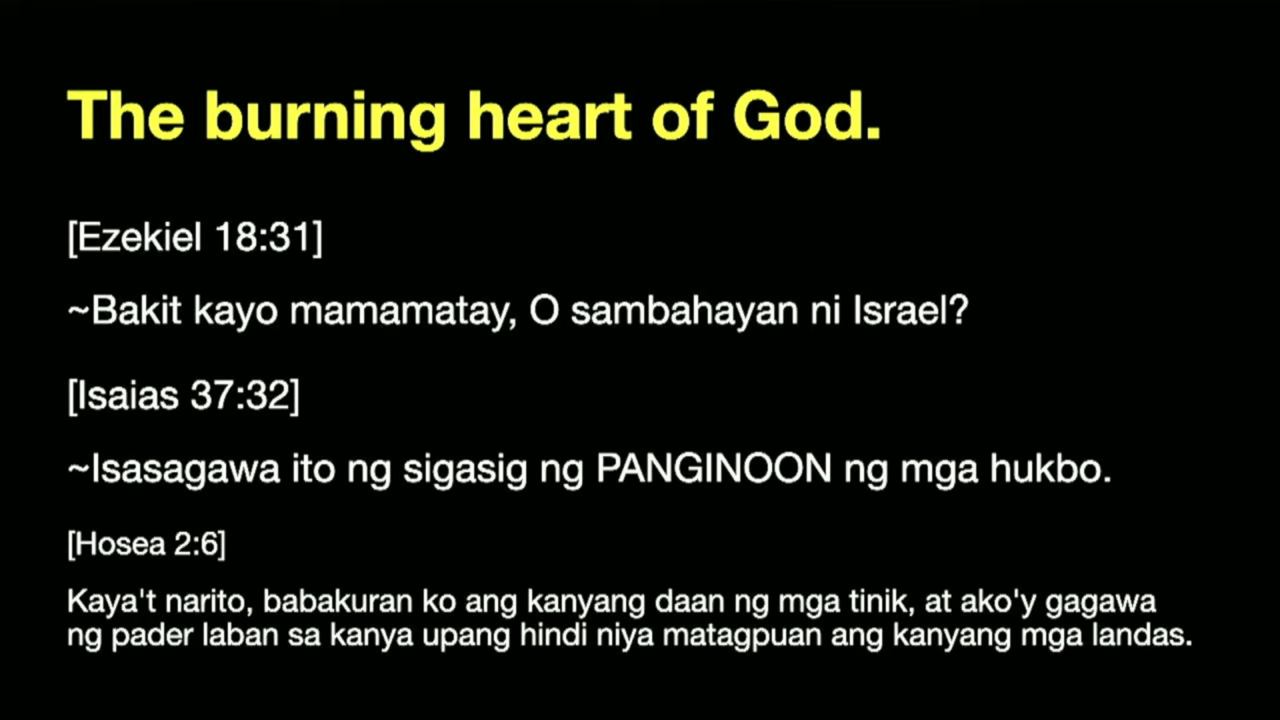 The burning heart of God.
[Ezekiel 18:31]
~Bakit kayo mamamatay, O sambahayan ni Israel?
[Isaias 37:32]
~Isasagawa ito ng sigasig ng PANGINOON ng mga hukbo.
[Hosea 2:6]
Kaya't narito, babakuran ko ang kanyang daan ng mga tinik, at ako'y gagawa
ng pader laban sa kanya upang hindi niya matagpuan ang kanyang mga landas.